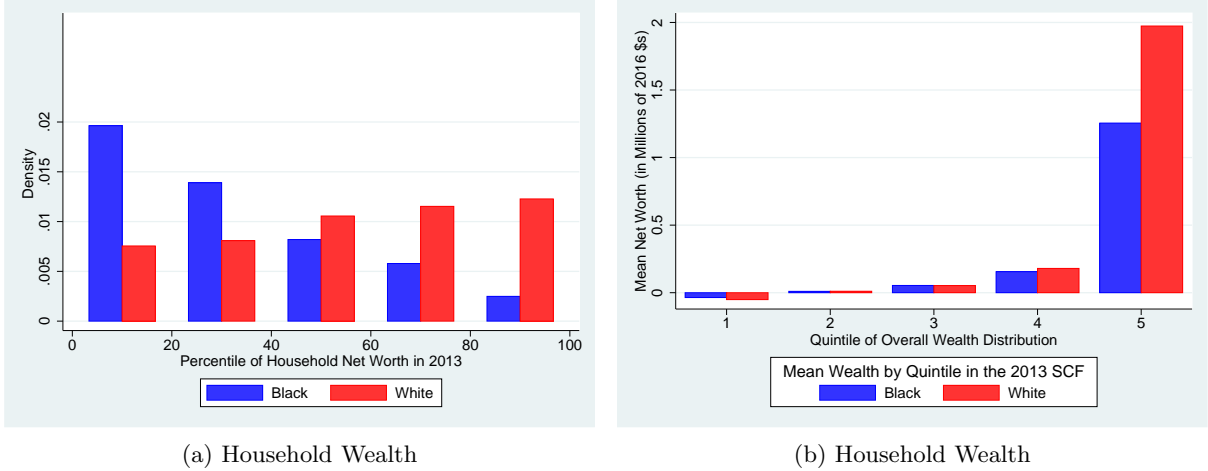 Density
.02
.015
.01
.005
0
0 20 40 60 80 100
Percentile of Household Net Worth in 2013
Black White
(a) Household Wealth
Mean Net Worth (in Millions of 2016 $s)
2
1.5
1
0.5
0
1 2 3 4 5
Quintile of Overall Wealth Distribution
Mean Wealth by Quintile in the 2013 SCF
Black White
(b) Household Wealth